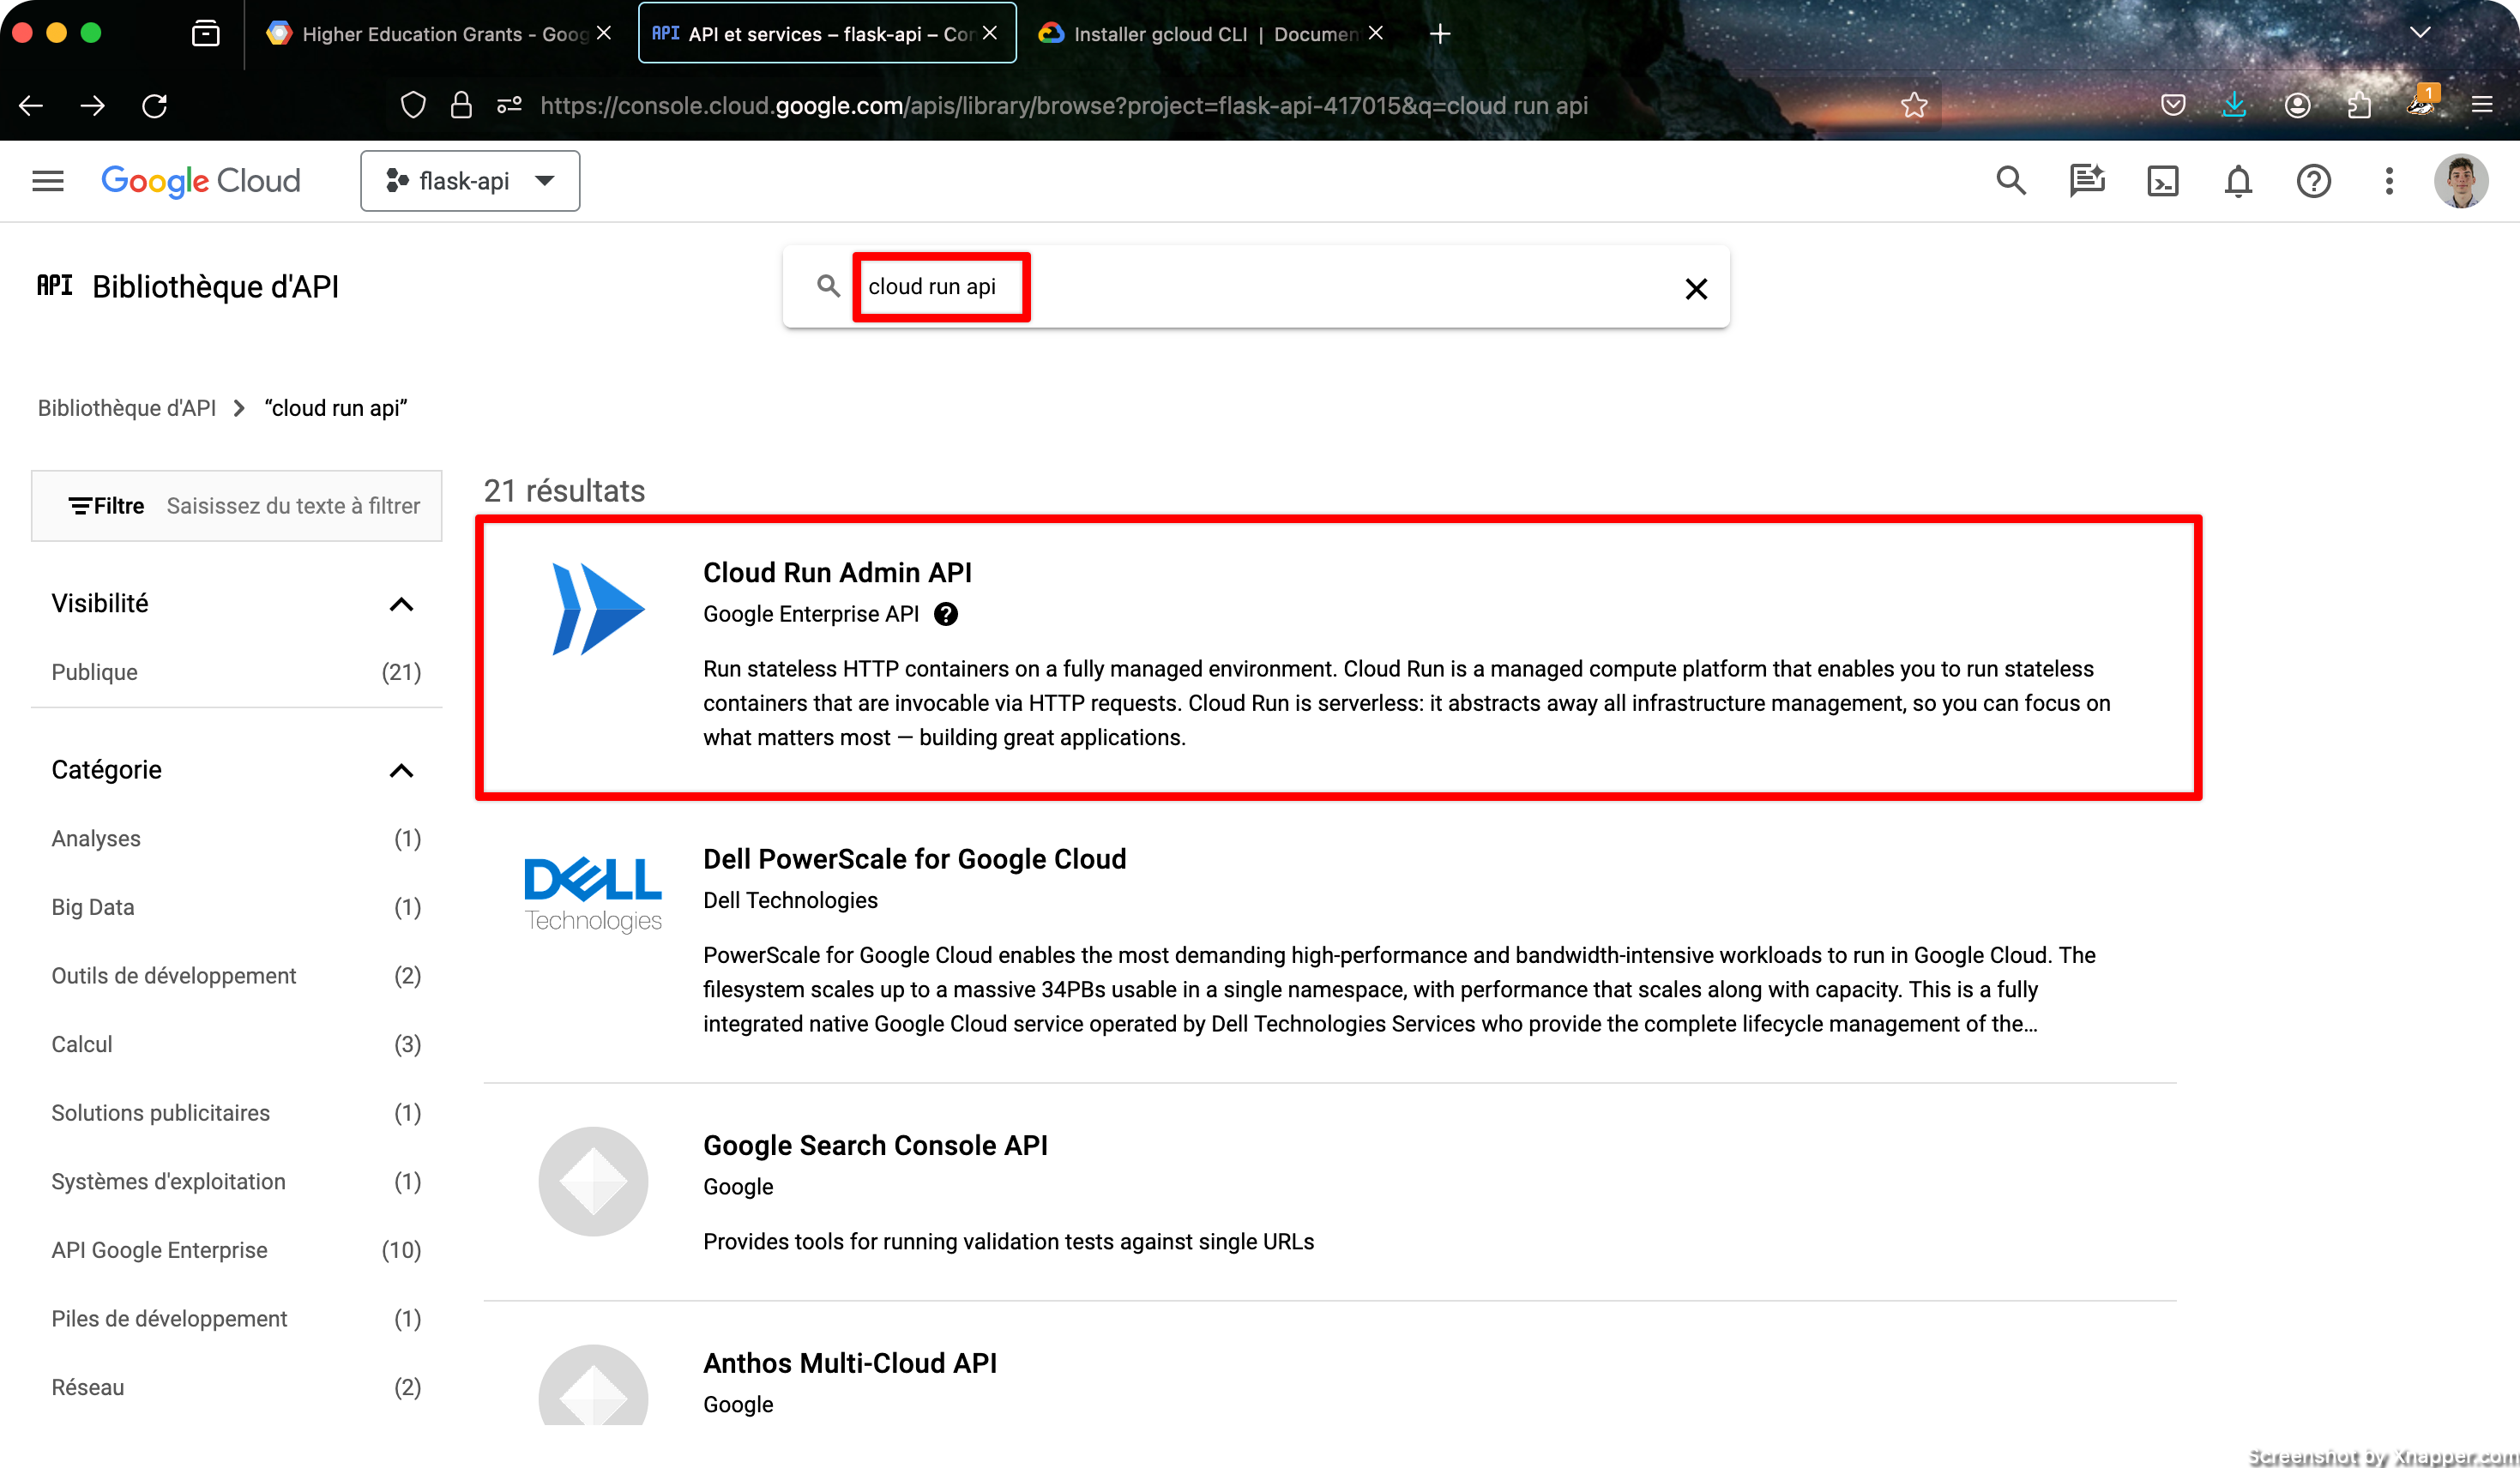 Higher Education Grants - Goog
API API et services – flask-api – Con
Installer gcloud CLI | Documen
https://console.cloud.google.com/apis/library/browse?project=flask-api-417015&q=cloud run api
1
Google Cloud
flask-api
API Bibliothèque d'API
cloud run api
Bibliothèque d'API
“cloud run api”
Filtre Saisissez du texte à filtrer
Visibilité
Publique (21)
Catégorie
Analyses (1)
Big Data (1)
Outils de développement (2)
Calcul (3)
Solutions publicitaires (1)
Systèmes d'exploitation (1)
API Google Enterprise (10)
Piles de développement (1)
Réseau (2)
21 résultats
Cloud Run Admin API
Google Enterprise API
Run stateless HTTP containers on a fully managed environment. Cloud Run is a managed compute platform that enables you to run stateless
containers that are invocable via HTTP requests. Cloud Run is serverless: it abstracts away all infrastructure management, so you can focus on
what matters most — building great applications.
DELL
Technologies
Dell PowerScale for Google Cloud
Dell Technologies
PowerScale for Google Cloud enables the most demanding high-performance and bandwidth-intensive workloads to run in Google Cloud. The
filesystem scales up to a massive 34PBs usable in a single namespace, with performance that scales along with capacity. This is a fully
integrated native Google Cloud service operated by Dell Technologies Services who provide the complete lifecycle management of the…
Google Search Console API
Google
Provides tools for running validation tests against single URLs
Anthos Multi-Cloud API
Google
Screenshot by Xnapper.com